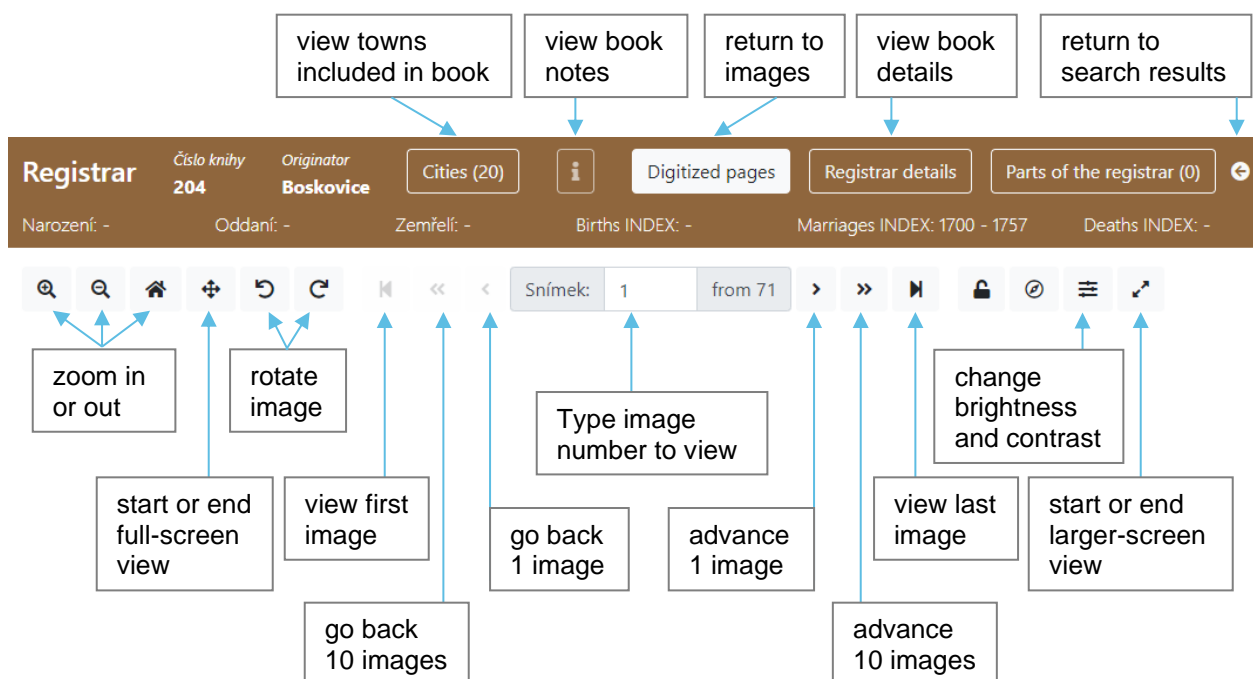 view towns
included in book
view book
notes
return to
images
view book
details
return to
search results
Registrar
Číslo knihy
204
Originator
Boskovice
Cities (20)
i
Digitized pages
Registrar details
Parts of the registrar (0)
Narození: -
Oddaní: -
Zemřelí: -
Births INDEX: -
Marriages INDEX: 1700 - 1757
Deaths INDEX: -
Snímek:
1
from 71
zoom in
or out
rotate
image
Type image
number to view
change
brightness
and contrast
start or end
full-screen
view
view first
image
go back
1 image
advance
1 image
view last
image
start or end
larger-screen
view
go back
10 images
advance
10 images